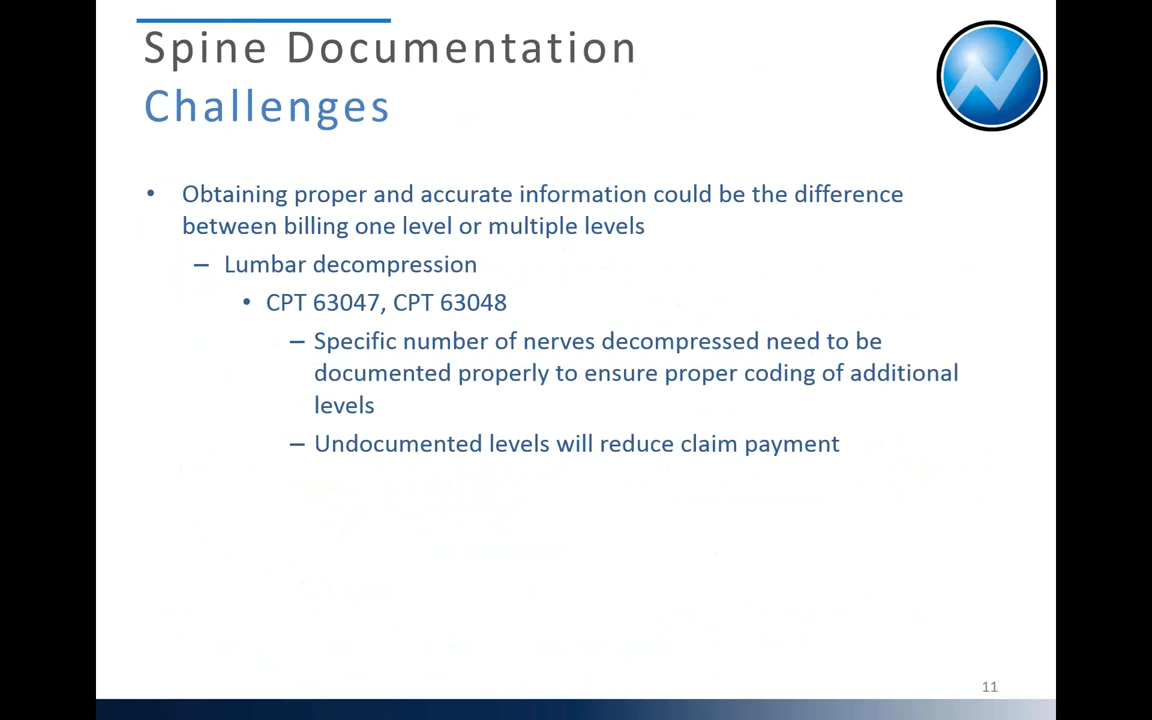 Spine Documentation
Challenges
• Obtaining proper and accurate information could be the difference
between billing one level or multiple levels
– Lumbar decompression
• CPT 63047, CPT 63048
– Specific number of nerves decompressed need to be
documented properly to ensure proper coding of additional
levels
– Undocumented levels will reduce claim payment
11